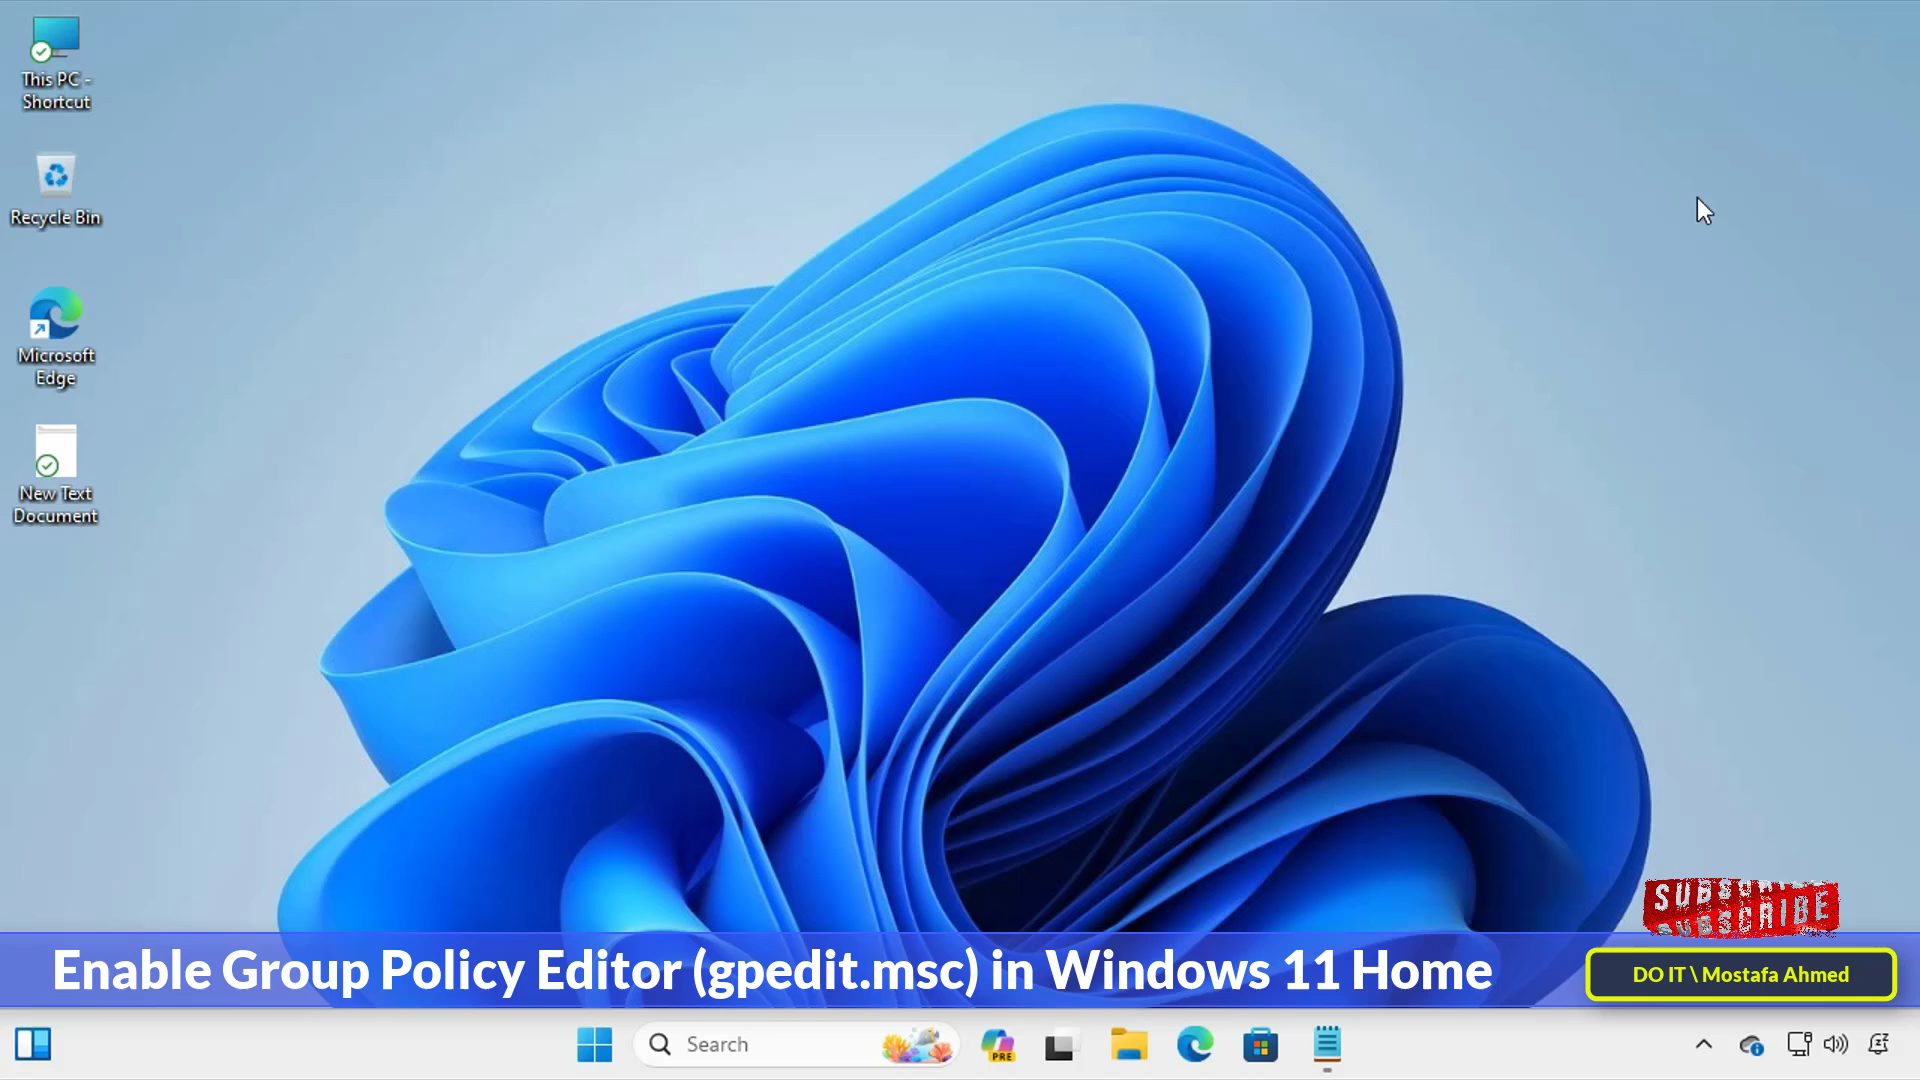 This PC -
Shortcut
Recycle Bin
Microsoft
Edge
New Text
Document
SUBSCRIBE
SUBSCRIBE
Enable Group Policy Editor (gpedit.msc) in Windows 11 Home
DO IT \ Mostafa Ahmed
Search
PRE